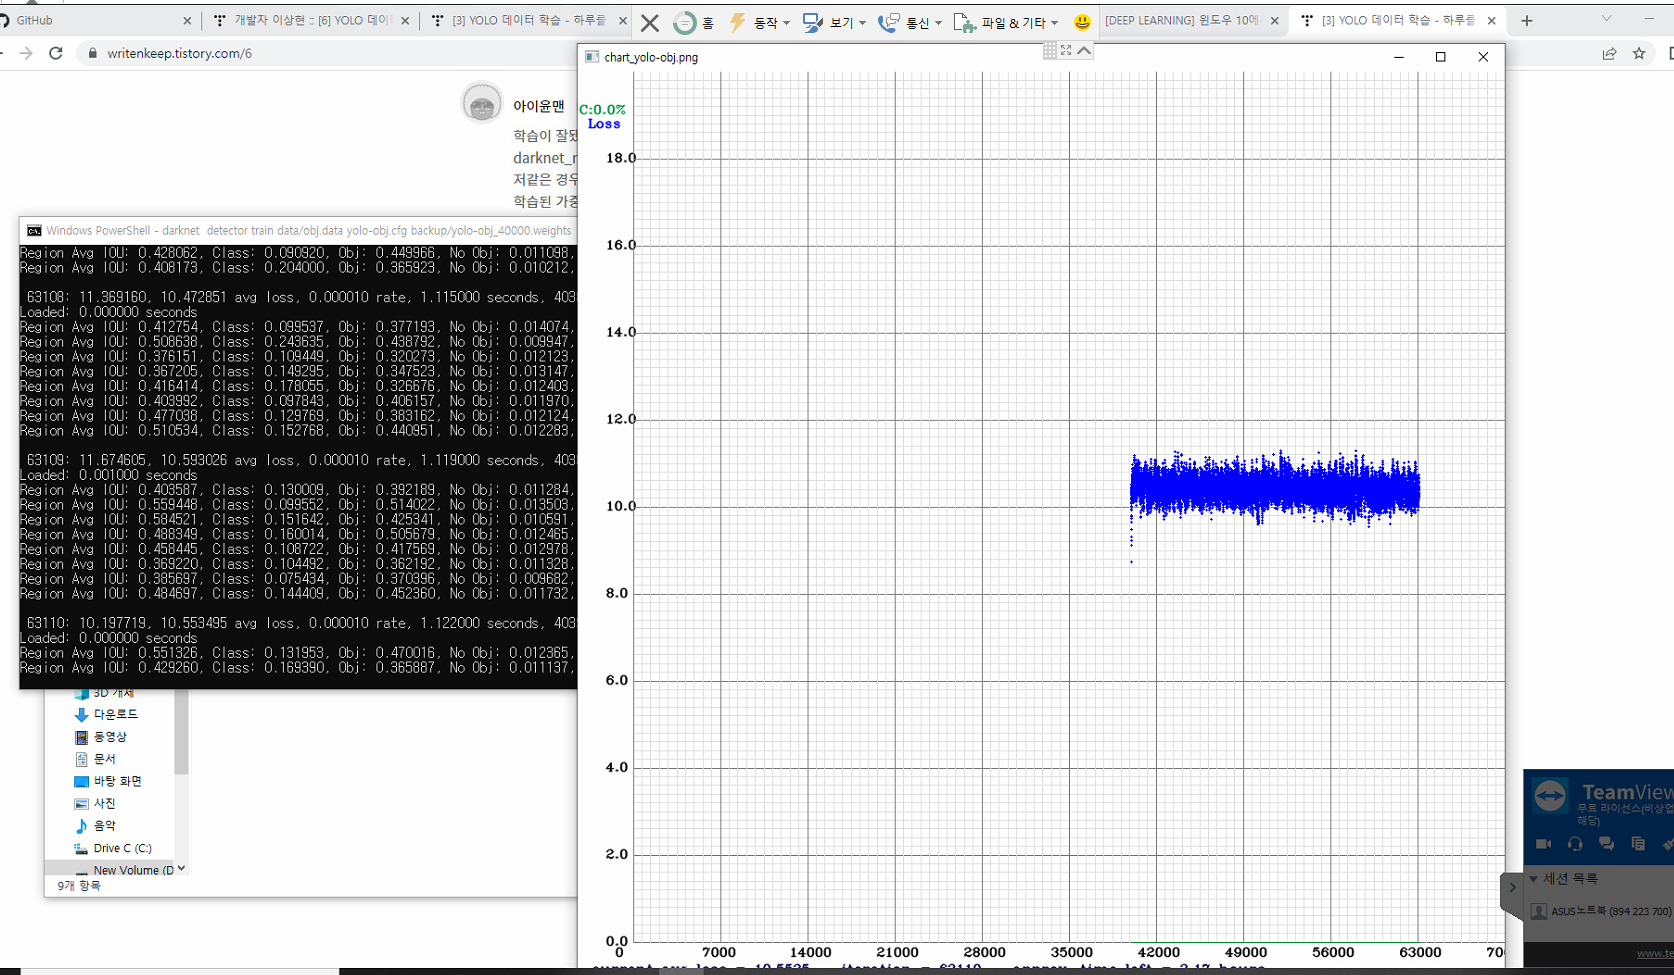 GitHub
개발자 이상현 :: [6] YOLO 데이
[3] YOLO 데이터 학습 - 하루를
홈
동작
보기
통신
파일 & 기타
[DEEP LEARNING] 윈도우 10에
[3] YOLO 데이터 학습 - 하루를
writenkeep.tistory.com/6
chart_yolo-obj.png
아이윤맨
학습이 잘됐
darknet_r
저같은 경우
학습된 가중
C:0.0%
Loss
18.0
16.0
14.0
12.0
10.0
8.0
6.0
4.0
2.0
0.0
0 7000 14000 21000 28000 35000 42000 49000 56000 63000 700
current avg loss = 10.5535 iteration = 63110 approx. time left = 2.17 hours
Windows PowerShell - darknet detector train data/obj.data yolo-obj.cfg backup/yolo-obj_40000.weights
Region Avg IOU: 0.428062, Class: 0.090920, Obj: 0.449966, No Obj: 0.011098,
Region Avg IOU: 0.408173, Class: 0.204000, Obj: 0.365923, No Obj: 0.010212,
63108: 11.369160, 10.472851 avg loss, 0.000010 rate, 1.115000 seconds, 403
Loaded: 0.000000 seconds
Region Avg IOU: 0.412754, Class: 0.099537, Obj: 0.377193, No Obj: 0.014074,
Region Avg IOU: 0.508638, Class: 0.243635, Obj: 0.438792, No Obj: 0.009947,
Region Avg IOU: 0.376151, Class: 0.109449, Obj: 0.320273, No Obj: 0.012123,
Region Avg IOU: 0.367205, Class: 0.149295, Obj: 0.347523, No Obj: 0.013147,
Region Avg IOU: 0.416414, Class: 0.178055, Obj: 0.326676, No Obj: 0.012403,
Region Avg IOU: 0.403992, Class: 0.097843, Obj: 0.406157, No Obj: 0.011970,
Region Avg IOU: 0.477038, Class: 0.129769, Obj: 0.383162, No Obj: 0.012124,
Region Avg IOU: 0.510534, Class: 0.152768, Obj: 0.440951, No Obj: 0.012283,
63109: 11.674605, 10.593026 avg loss, 0.000010 rate, 1.119000 seconds, 403
Loaded: 0.001000 seconds
Region Avg IOU: 0.403587, Class: 0.130009, Obj: 0.392189, No Obj: 0.011284,
Region Avg IOU: 0.559448, Class: 0.099552, Obj: 0.514022, No Obj: 0.013503,
Region Avg IOU: 0.584521, Class: 0.151642, Obj: 0.425341, No Obj: 0.010591,
Region Avg IOU: 0.488349, Class: 0.160014, Obj: 0.505679, No Obj: 0.012465,
Region Avg IOU: 0.458445, Class: 0.108722, Obj: 0.417569, No Obj: 0.012978,
Region Avg IOU: 0.369220, Class: 0.104492, Obj: 0.362192, No Obj: 0.011328,
Region Avg IOU: 0.385697, Class: 0.075434, Obj: 0.370396, No Obj: 0.009682,
Region Avg IOU: 0.484697, Class: 0.144409, Obj: 0.452360, No Obj: 0.011732,
63110: 10.197719, 10.553495 avg loss, 0.000010 rate, 1.122000 seconds, 403
Loaded: 0.000000 seconds
Region Avg IOU: 0.551326, Class: 0.131953, Obj: 0.470016, No Obj: 0.012365,
Region Avg IOU: 0.429260, Class: 0.169390, Obj: 0.365887, No Obj: 0.011137,
3D 개체
다운로드
동영상
문서
바탕 화면
사진
음악
Drive C (C:)
New Volume (D
9개 항목
TeamView
무료 라이선스(비상업
해당)
세션 목록
ASUS노트북 (894 223 700)
www.te